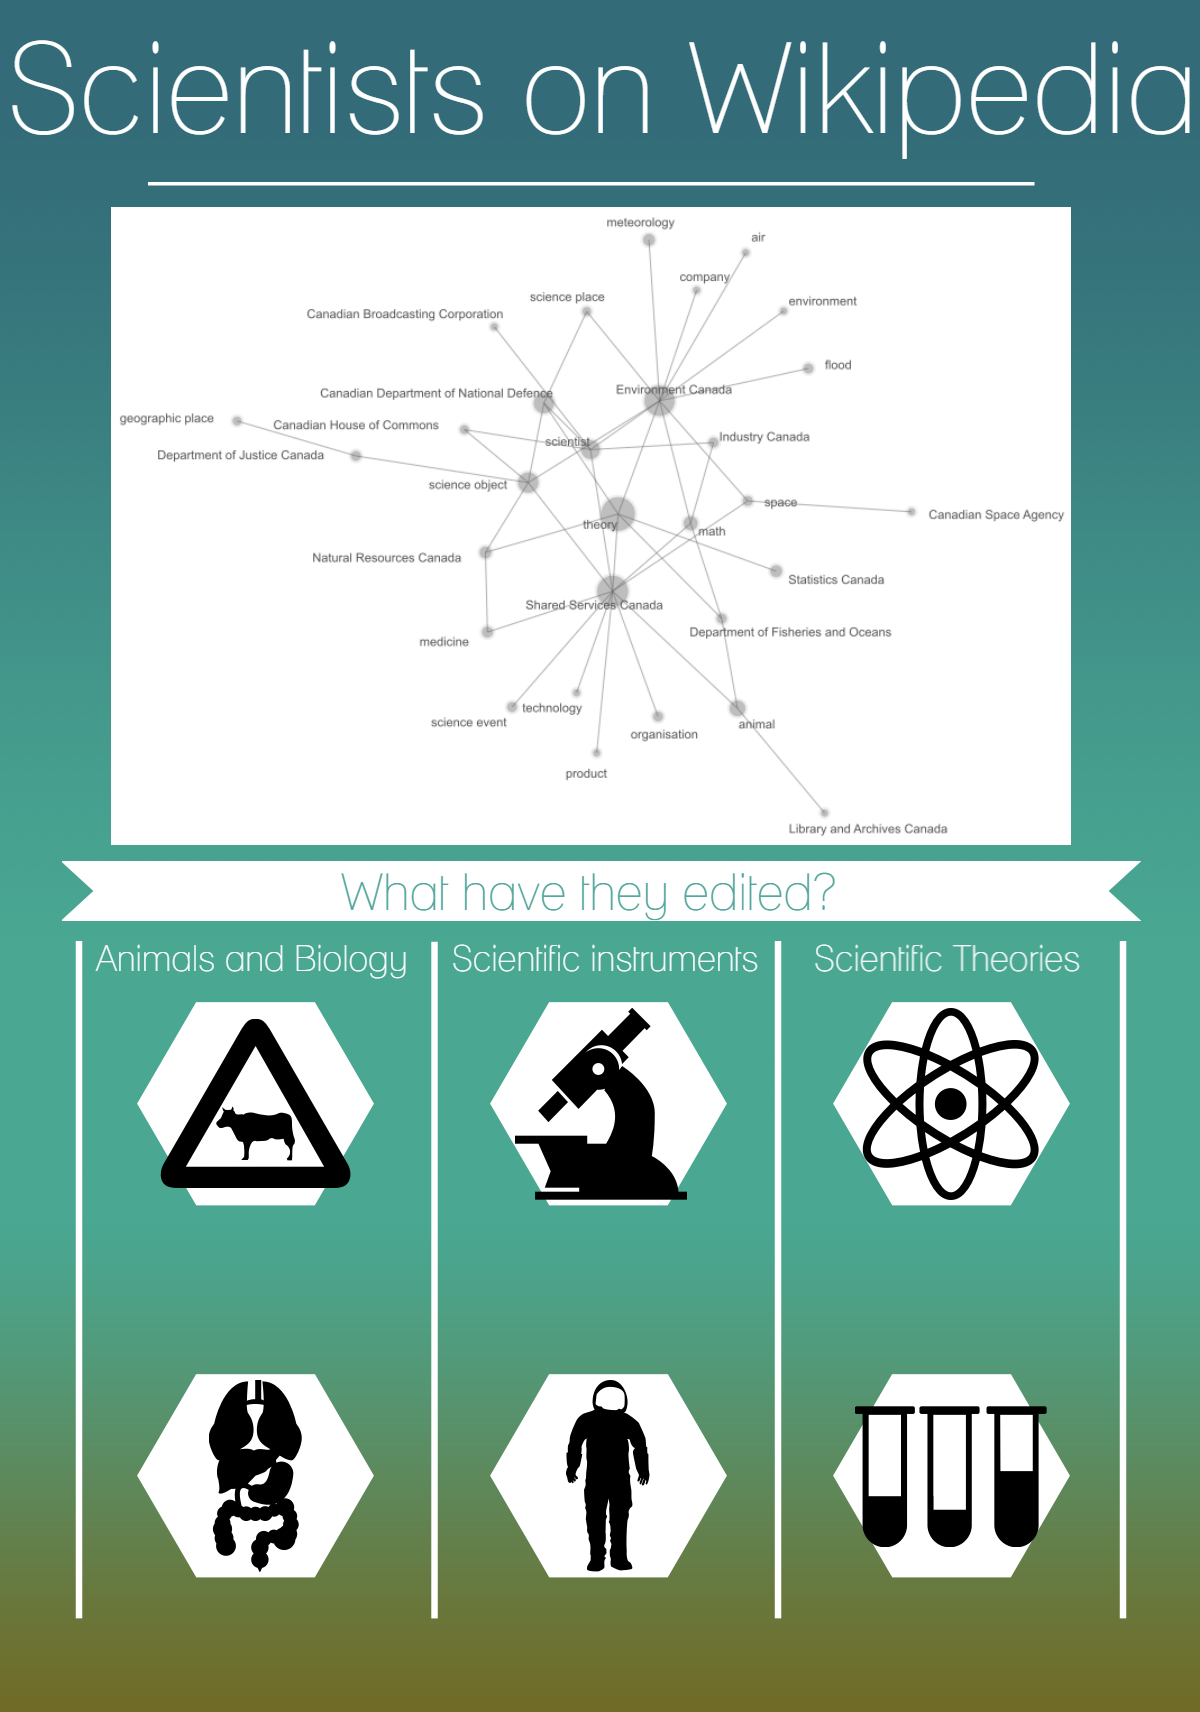 Scientists on Wikipedia
meteorology
air
company
science place
environment
Canadian Broadcasting Corporation
flood
Canadian Department of National Defence
Environment Canada
geographic place
Canadian House of Commons
scientist
Industry Canada
Department of Justice Canada
science object
space
Canadian Space Agency
theory
math
Natural Resources Canada
Statistics Canada
Shared Services Canada
Department of Fisheries and Oceans
medicine
science event
technology
organisation
animal
product
Library and Archives Canada
What have they edited?
Animals and Biology
Scientific instruments
Scientific Theories